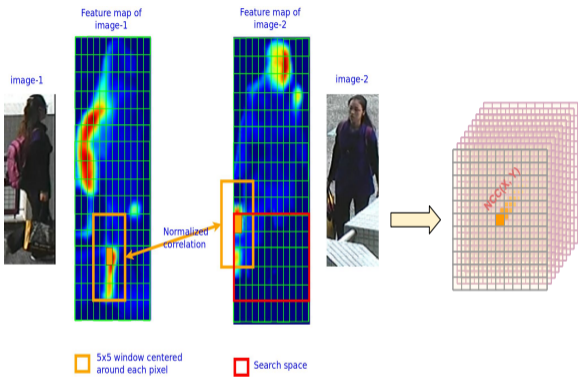 Feature map of
image-1
Feature map of
image-2
image-1
image-2
NCC(X, Y)
Normalized
correlation
5x5 window centered
around each pixel
Search space